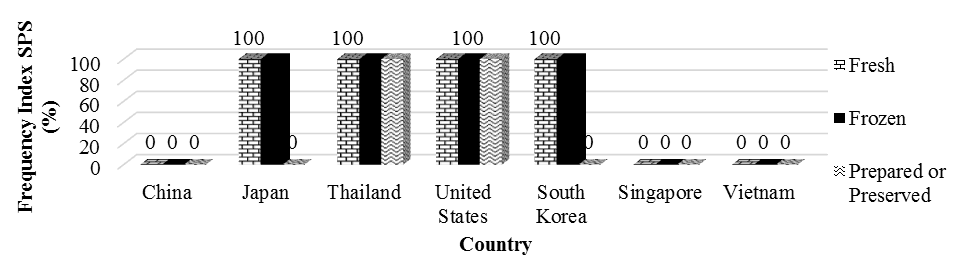 Frequency Index SPS
(%)
100
80
60
40
20
0
100 100 100 100
0 0 0 0 0 0 0 0 0 0 0
China Japan Thailand United States South Korea Singapore Vietnam
Country
Fresh
Frozen
Prepared or
Preserved